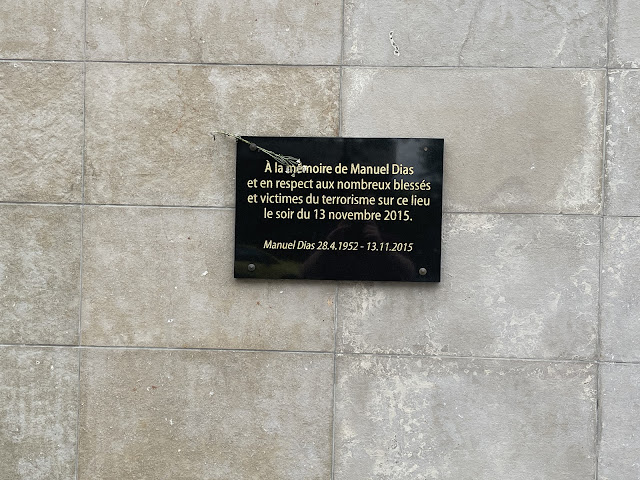 À la mémoire de Manuel Dias
et en respect aux nombreux blessés
et victimes du terrorisme sur ce lieu
le soir du 13 novembre 2015.
Manuel Dias 28.4.1952 - 13.11.2015